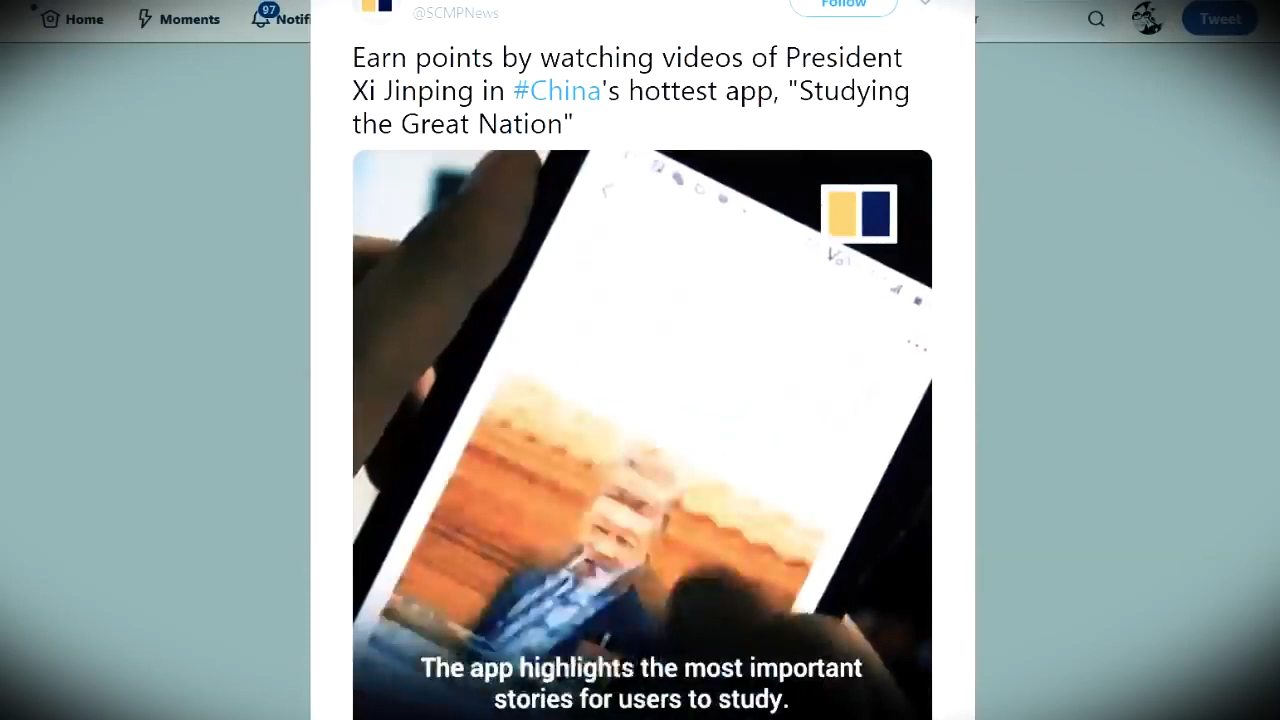 Home
Moments
97
Notifi
Follow
Tweet
@SCMPNews
Earn points by watching videos of President
Xi Jinping in #China's hottest app, "Studying
the Great Nation"
The app highlights the most important
stories for users to study.